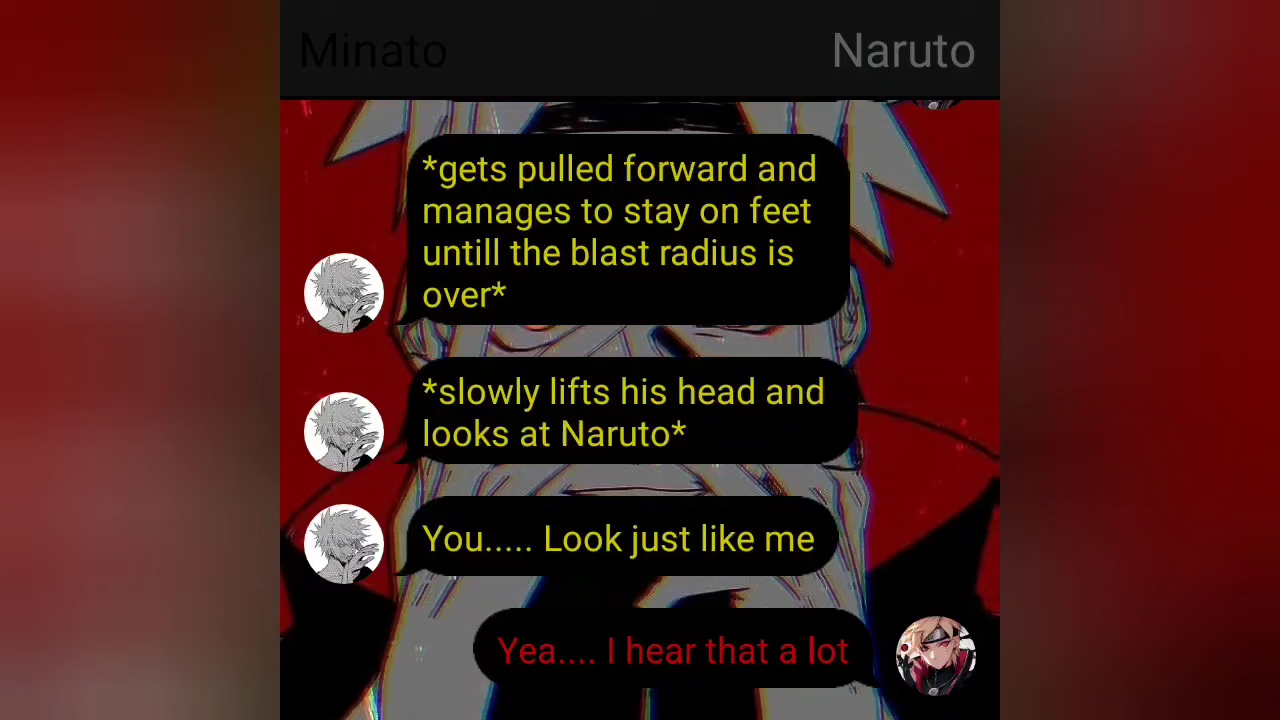 Minato
Naruto
*gets pulled forward and
manages to stay on feet
untill the blast radius is
over*
*slowly lifts his head and
looks at Naruto*
You..... Look just like me
Yea.... I hear that a lot